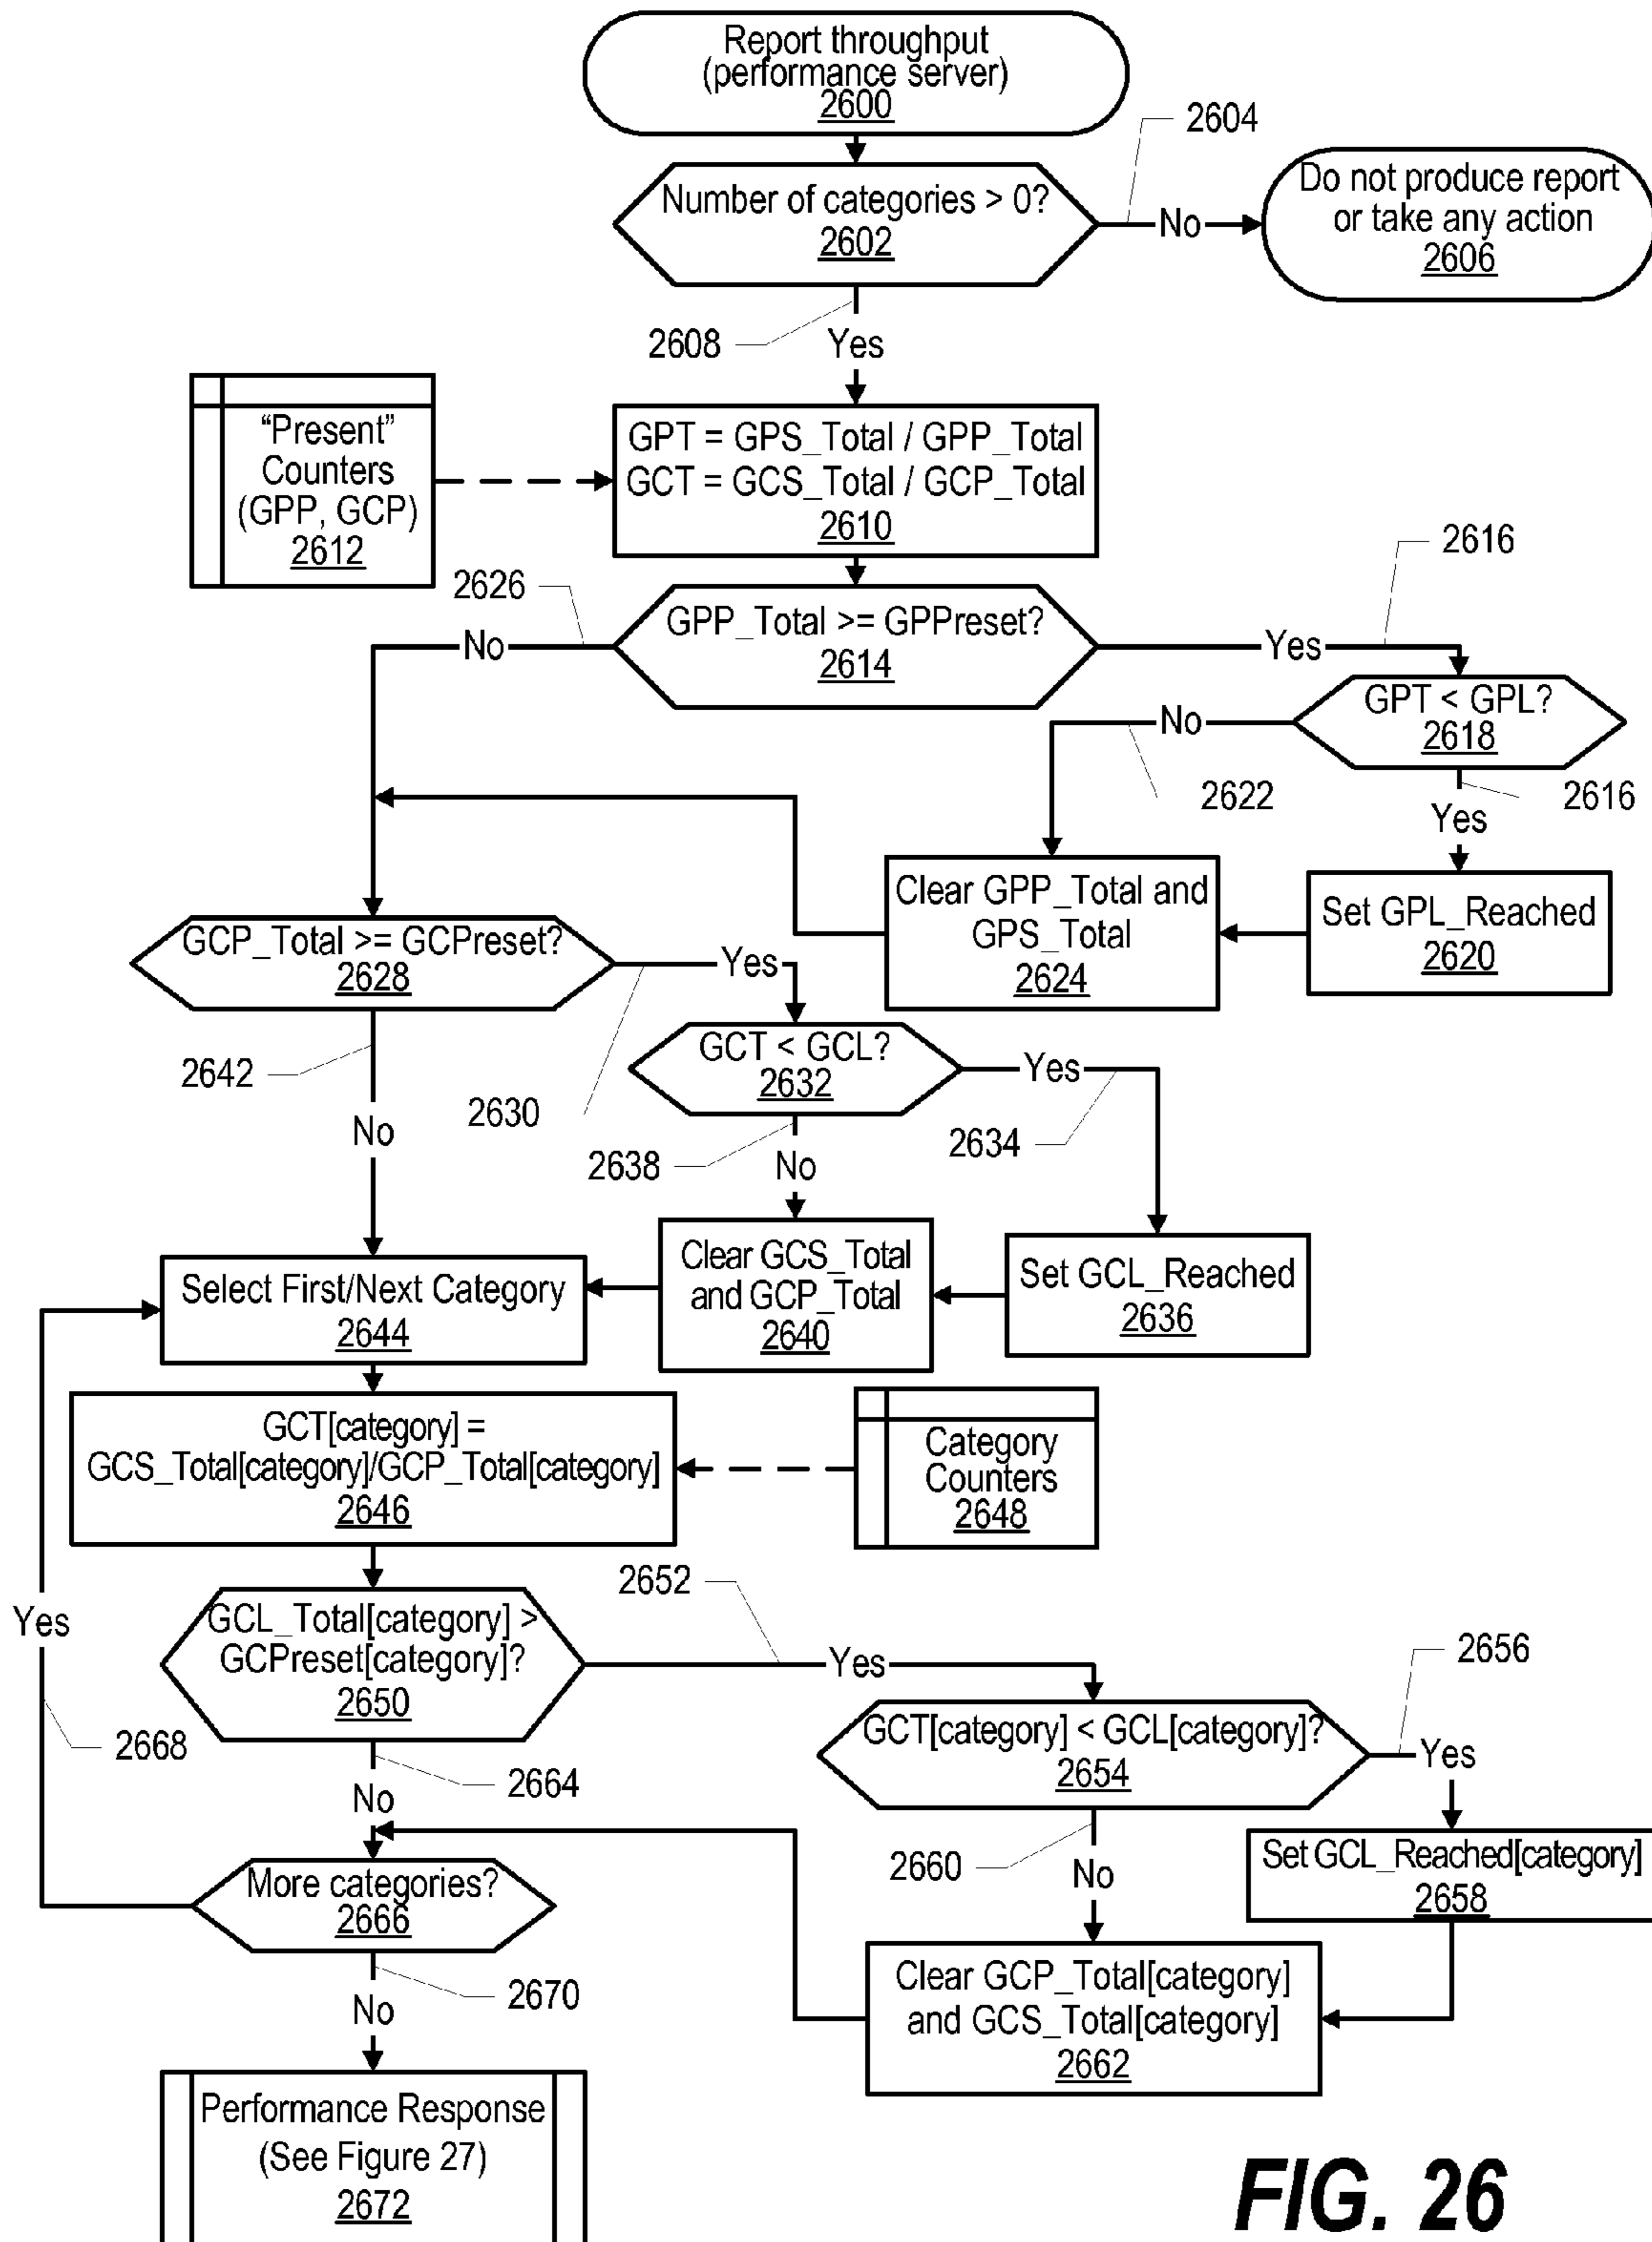 Report throughput
(performance server)
2600
2604
Number of categories > 0?
2602
No
Do not produce report
or take any action
2606
2608
Yes
“Present”
Counters
(GPP, GCP)
2612
GPT = GPS_Total / GPP_Total
GCT = GCS_Total / GCP_Total
2610
2616
2626
GPP_Total >= GPPreset?
2614
No
Yes
GPT < GPL?
2618
No
2622
2616
Yes
Clear GPP_Total and
GPS_Total
2624
Set GPL_Reached
2620
GCP_Total >= GCPreset?
2628
Yes
GCT < GCL?
2632
Yes
2642
2630
2634
2638
No
No
Clear GCS_Total
and GCP_Total
2640
Set GCL_Reached
2636
Select First/Next Category
2644
GCT[category] =
GCS_Total[category]/GCP_Total[category]
2646
Category
Counters
2648
2652
Yes
GCL_Total[category] >
GCPreset[category]?
2650
Yes
2656
GCT[category] < GCL[category]?
2654
Yes
2668
2664
No
2660
No
Set GCL_Reached[category]
2658
More categories?
2666
Clear GCP_Total[category]
and GCS_Total[category]
2662
2670
No
Performance Response
(See Figure 27)
2672
FIG. 26